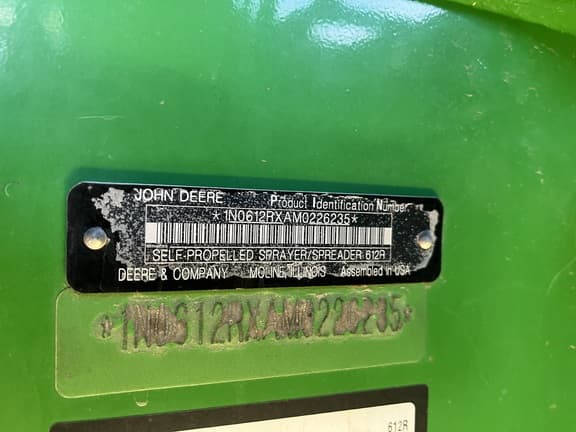 JOHN DEERE Product Identification Number
*1N0612RXAM0226235*
SELF-PROPELLED SPRAYER/SPREADER 612R
DEERE & COMPANY MOLINE, ILLINOIS Assembled in USA
*1N0612RXAM0226235*
612R